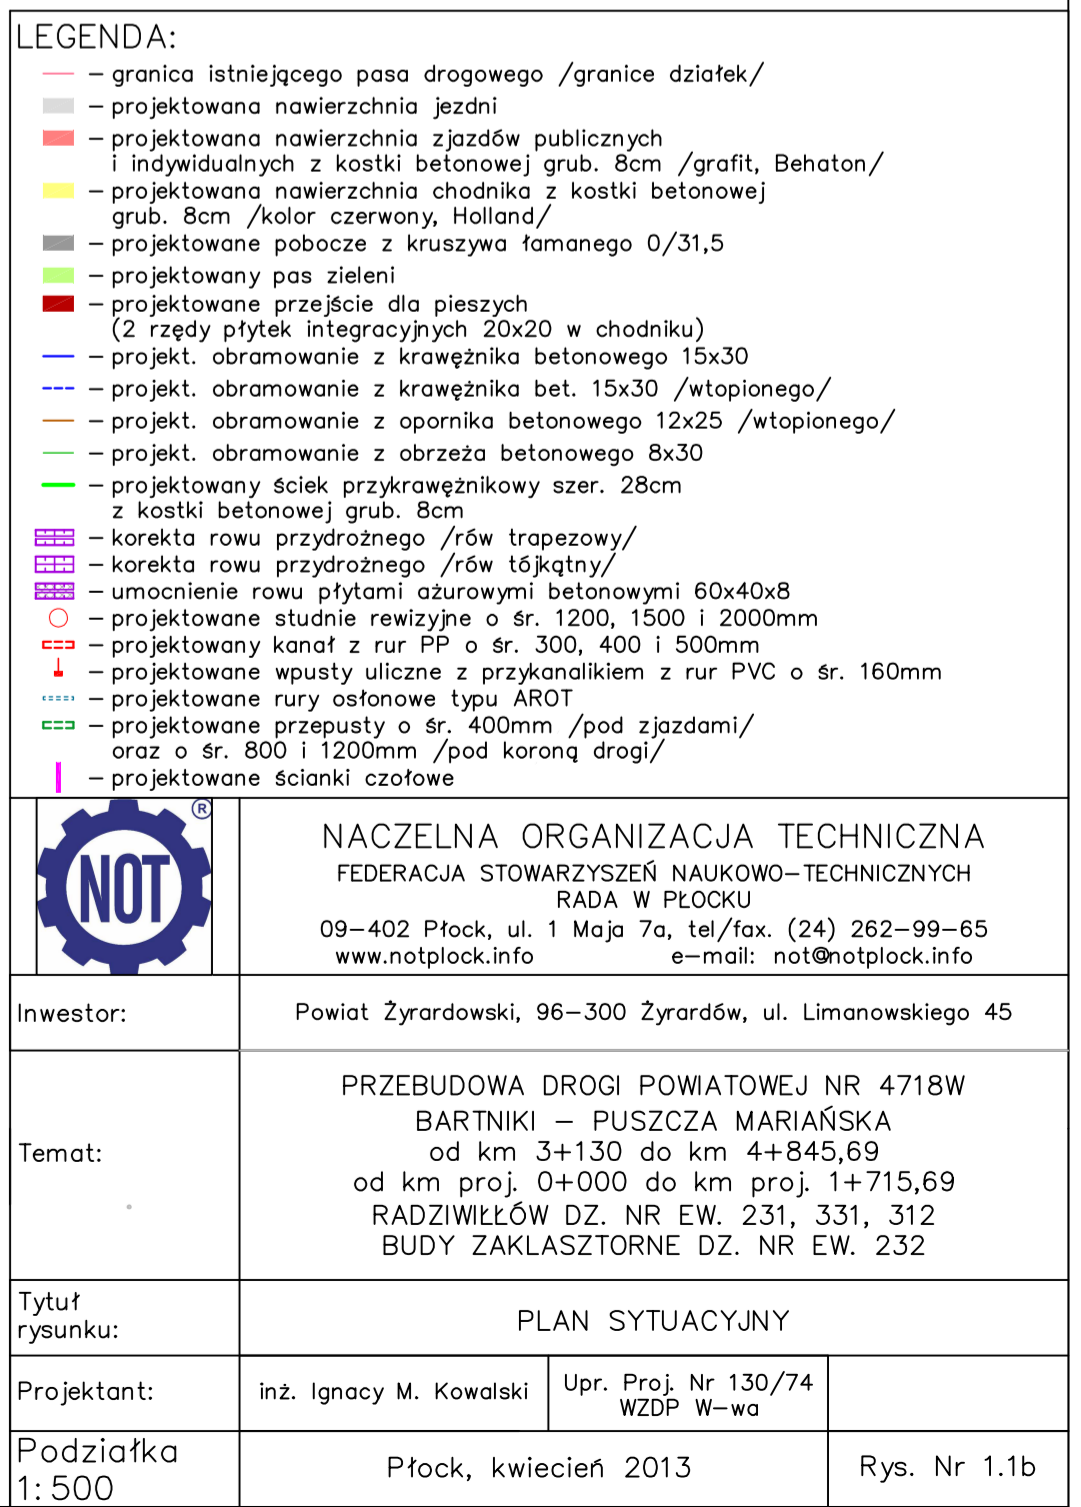 LEGENDA:
– granica istniejącego pasa drogowego /granice działek/
– projektowana nawierzchnia jezdni
– projektowana nawierzchnia zjazdów publicznych
i indywidualnych z kostki betonowej grub. 8cm /grafit, Behaton/
– projektowana nawierzchnia chodnika z kostki betonowej
grub. 8cm /kolor czerwony, Holland/
– projektowane pobocze z kruszywa łamanego 0/31,5
– projektowany pas zieleni
– projektowane przejście dla pieszych
(2 rzędy płytek integracyjnych 20x20 w chodniku)
– projekt. obramowanie z krawężnika betonowego 15x30
– projekt. obramowanie z krawężnika bet. 15x30 /wtopionego/
– projekt. obramowanie z opornika betonowego 12x25 /wtopionego/
– projekt. obramowanie z obrzeża betonowego 8x30
– projektowany ściek przykrawężnikowy szer. 28cm
z kostki betonowej grub. 8cm
– korekta rowu przydrożnego /rów trapezowy/
– korekta rowu przydrożnego /rów tójkątny/
– umocnienie rowu płytami ażurowymi betonowymi 60x40x8
– projektowane studnie rewizyjne o śr. 1200, 1500 i 2000mm
– projektowany kanał z rur PP o śr. 300, 400 i 500mm
– projektowane wpusty uliczne z przykanalikiem z rur PVC o śr. 160mm
– projektowane rury osłonowe typu AROT
– projektowane przepusty o śr. 400mm /pod zjazdami/
oraz o śr. 800 i 1200mm /pod koroną drogi/
– projektowane ścianki czołowe
NOT ®
NACZELNA ORGANIZACJA TECHNICZNA
FEDERACJA STOWARZYSZEŃ NAUKOWO–TECHNICZNYCH
RADA W PŁOCKU
09–402 Płock, ul. 1 Maja 7a, tel/fax. (24) 262–99–65
www.notplock.info e–mail: not@notplock.info
Inwestor: Powiat Żyrardowski, 96–300 Żyrardów, ul. Limanowskiego 45
Temat:
PRZEBUDOWA DROGI POWIATOWEJ NR 4718W
BARTNIKI – PUSZCZA MARIAŃSKA
od km 3+130 do km 4+845,69
od km proj. 0+000 do km proj. 1+715,69
RADZIWIŁŁÓW DZ. NR EW. 231, 331, 312
BUDY ZAKLASZTORNE DZ. NR EW. 232
Tytuł
rysunku:
PLAN SYTUACYJNY
Projektant:
inż. Ignacy M. Kowalski
Upr. Proj. Nr 130/74
WZDP W–wa
Podziałka
1:500
Płock, kwiecień 2013
Rys. Nr 1.1b